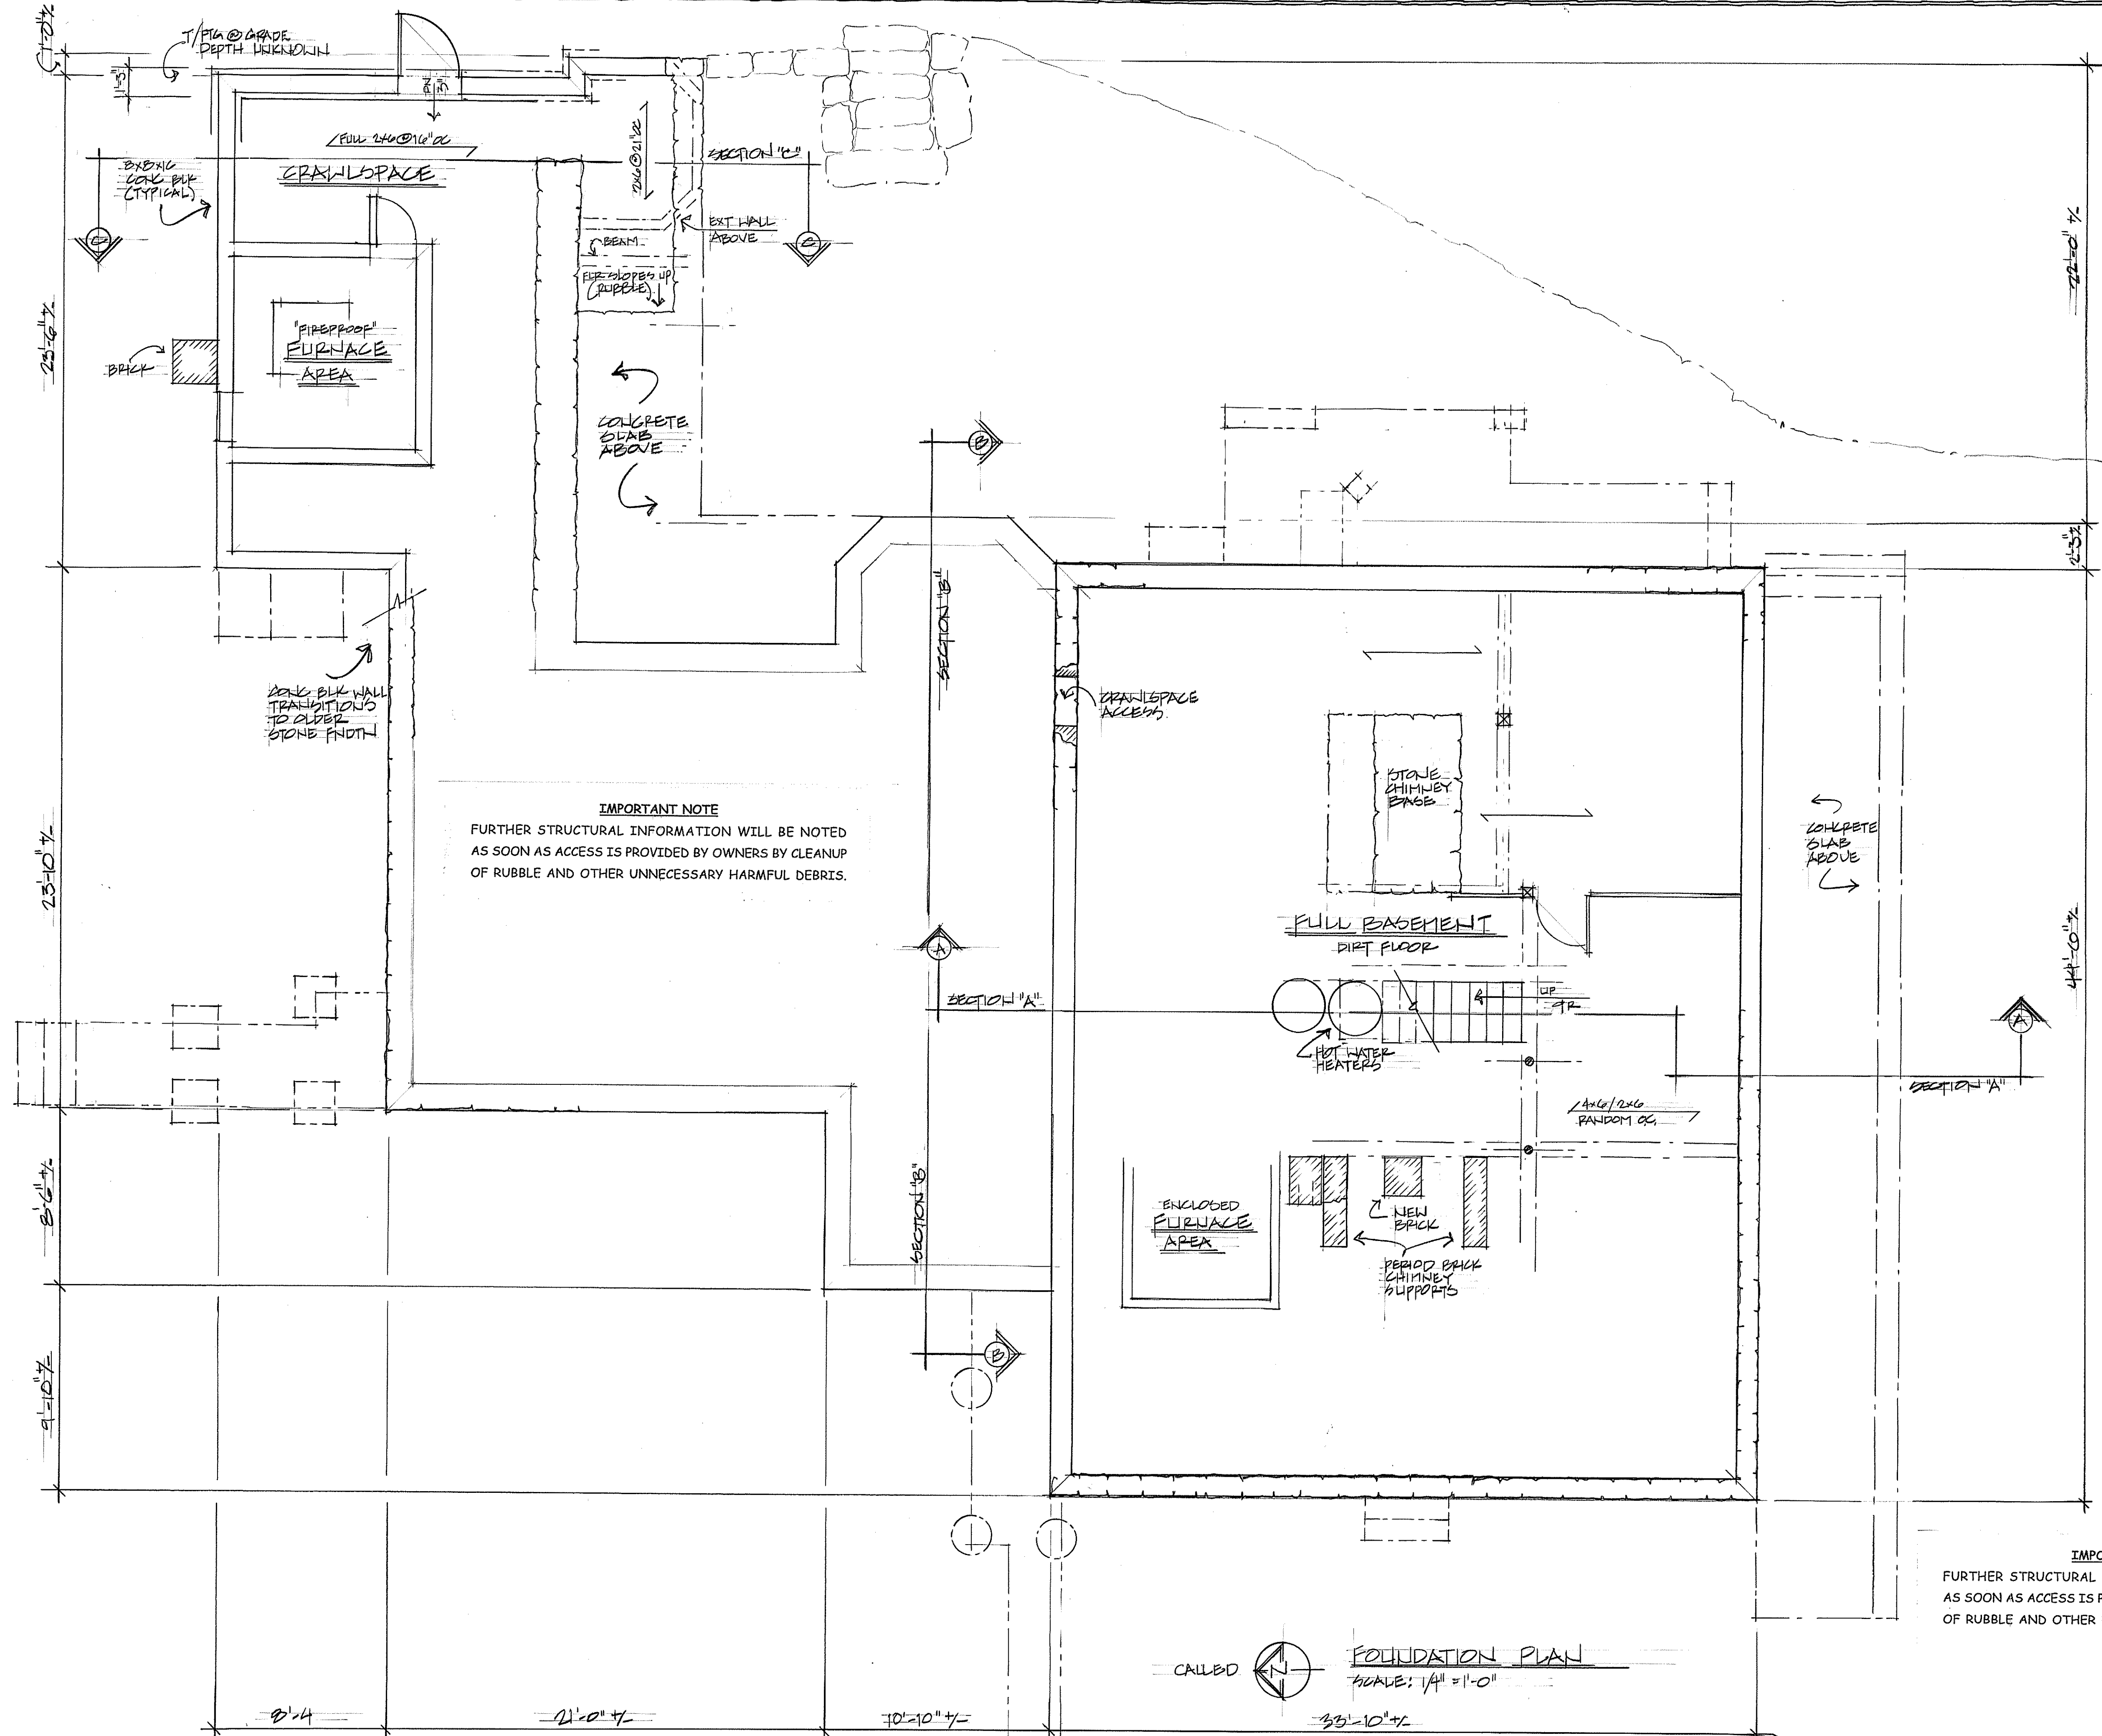 1'-0" +/-
T/FTG @ GRADE
DEPTH UNKNOWN
1'-3"
DN
FULL 2x6@16"OC
CRAWLSPACE
8x8x16
CONC BLK
(TYPICAL)
2x6@21"OC
SECTION "C"
C
C
EXT WALL
ABOVE
BEAM
FLR SLOPES UP
(RUBBLE)
22'-0" +/-
23'-6" +/-
"FIREPROOF"
FURNACE
AREA
BRICK
CONCRETE
SLAB
ABOVE
B
2'-3" +/-
SECTION "B"
CONC BLK WALL
TRANSITIONS
TO OLDER
STONE FNDTN
CRAWLSPACE
ACCESS
STONE
CHIMNEY
BASE
CONCRETE
SLAB
ABOVE
IMPORTANT NOTE
FURTHER STRUCTURAL INFORMATION WILL BE NOTED
AS SOON AS ACCESS IS PROVIDED BY OWNERS BY CLEANUP
OF RUBBLE AND OTHER UNNECESSARY HARMFUL DEBRIS.
23'-10" +/-
FULL BASEMENT
DIRT FLOOR
A
SECTION "A"
UP
9R
HOT WATER
HEATERS
44'-6" +/-
A
SECTION "A"
4x6/2x6
RANDOM O.C.
8'-6" +/-
SECTION "B"
ENCLOSED
FURNACE
AREA
NEW
BRICK
PERIOD BRICK
CHIMNEY
SUPPORTS
B
9'-10" +/-
IMPO
FURTHER STRUCTURAL
AS SOON AS ACCESS IS P
OF RUBBLE AND OTHER
CALLED
N
FOUNDATION PLAN
SCALE: 1/4" = 1'-0"
8'-4
21'-0" +/-
10'-10" +/-
33'-10" +/-